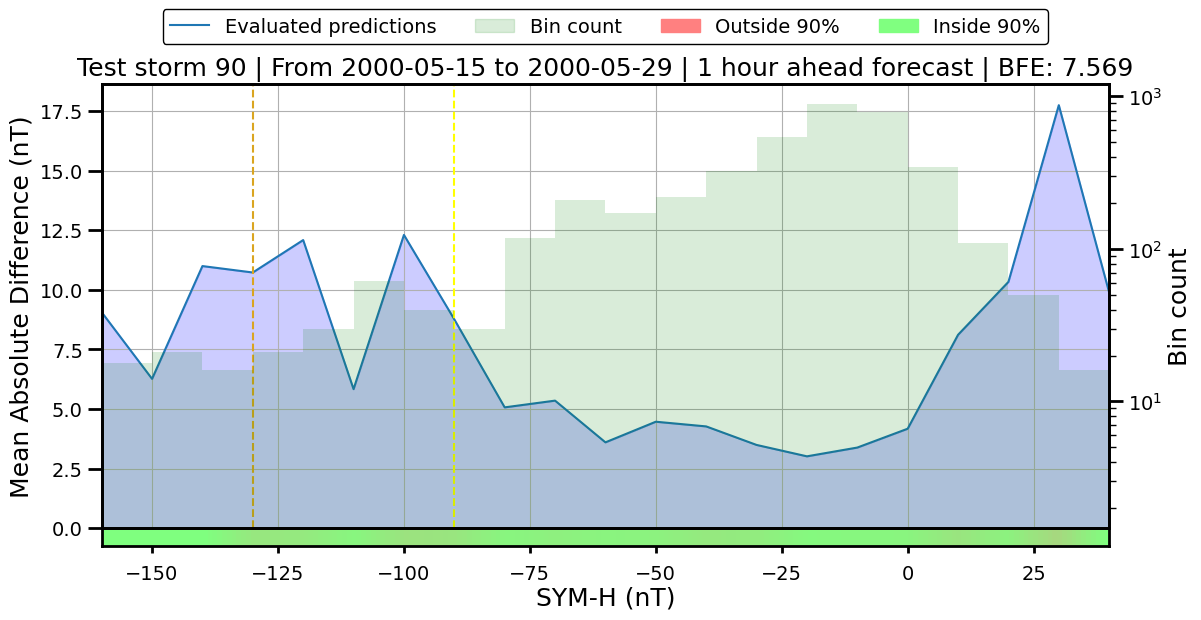 Evaluated predictions Bin count Outside 90% Inside 90%
Test storm 90 | From 2000-05-15 to 2000-05-29 | 1 hour ahead forecast | BFE: 7.569
Mean Absolute Difference (nT)
17.5
15.0
12.5
10.0
7.5
5.0
2.5
0.0
10³
10²
10¹
Bin count
−150 −125 −100 −75 −50 −25 0 25
SYM-H (nT)